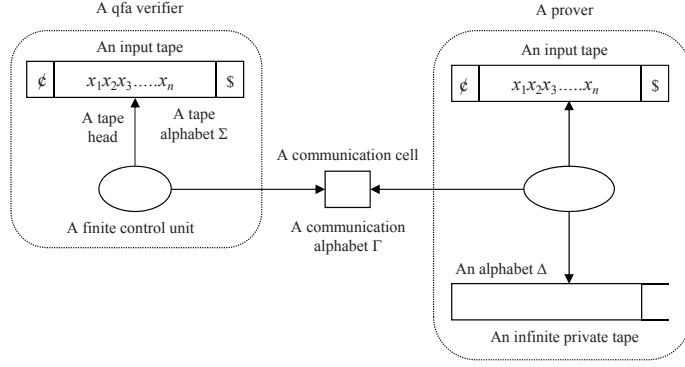 A qfa verifier
An input tape
¢ x1x2x3.....xn $
A tape
head
A tape
alphabet Σ
A finite control unit
A communication cell
A communication
alphabet Γ
A prover
An input tape
¢ x1x2x3.....xn $
An alphabet Δ
An infinite private tape